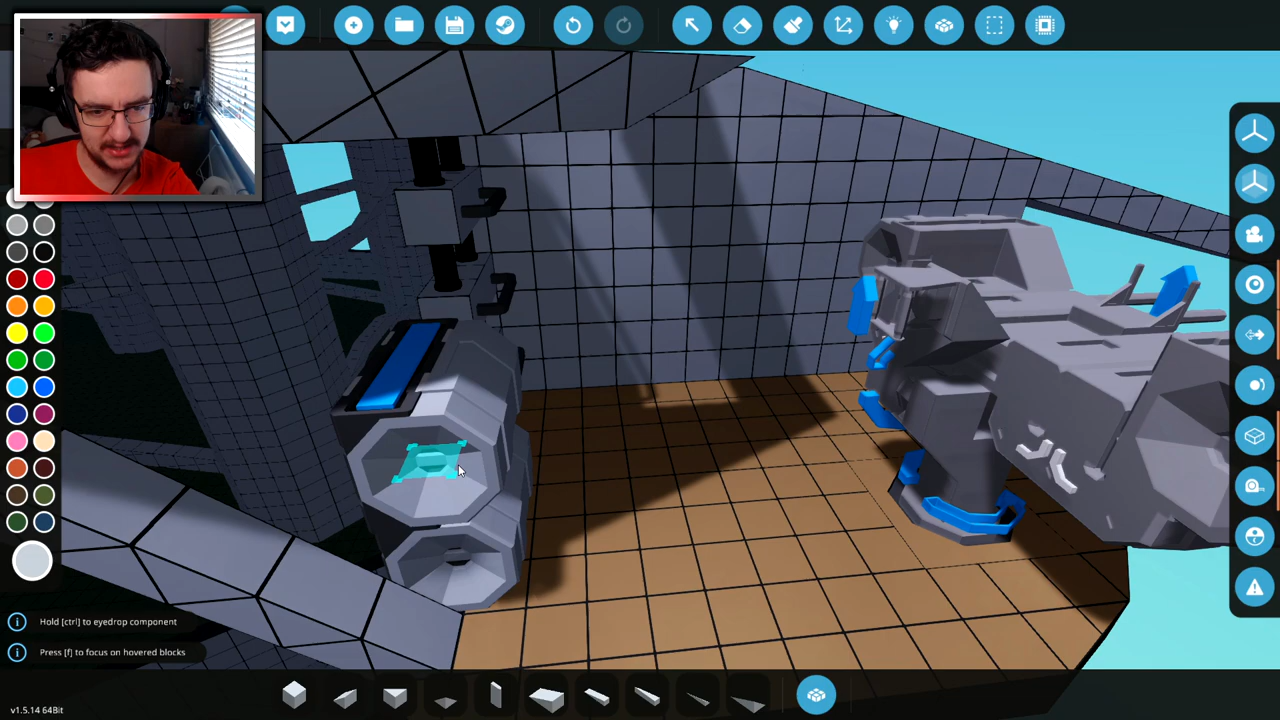 Hold [ctrl] to eyedrop component
Press [f] to focus on hovered blocks
v1.5.14 64Bit